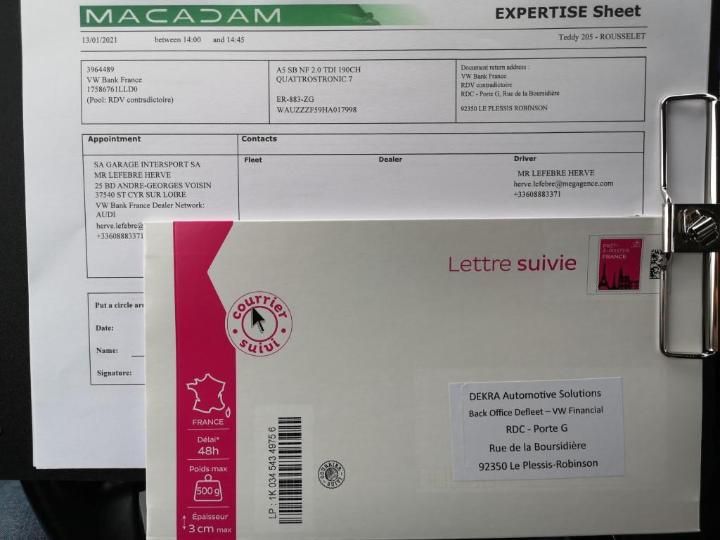 MACADAM
EXPERTISE Sheet
13/01/2021 between 14:00 and 14:45
Teddy 205 - ROUSSELET
3964489
VW Bank France
17586761LLD0
(Pool: RDV contradictoire)
A5 SB NF 2.0 TDI 190CH
QUATTROSTRONIC 7
ER-883-ZG
WAUZZZF59HA017998
Document return address :
VW Bank France
RDV contradictoire
RDC - Porte G, Rue de la Boursidière
92350 LE PLESSIS ROBINSON
Appointment
Contacts
SA GARAGE INTERSPORT SA
MR LEFEBRE HERVE
25 BD ANDRE-GEORGES VOISIN
37540 ST CYR SUR LOIRE
VW Bank France Dealer Network:
AUDI
herve.lefebre@
+3360888337
Fleet
Dealer
Driver
MR LEFEBRE HERVE
herve.lefebre@megagence.com
+33608883371
Put a circle
Date:
Name:
Signature:
Lettre suivie
FRANCE
courrier
suivi
FRANCE
Délai*
48h
Poids max
500 g
Épaisseur
3 cm max
LP : 1K 034 543 4975 6
DEKRA Automotive Solutions
Back Office Defleet – VW Financial
RDC - Porte G
Rue de la Boursidière
92350 Le Plessis-Robinson